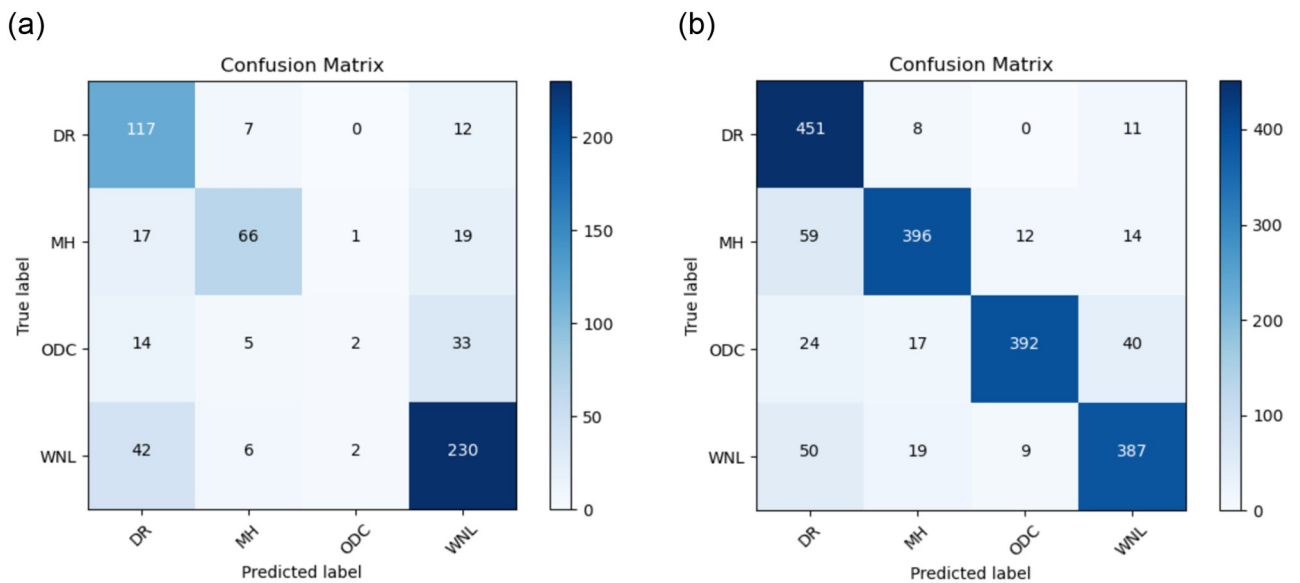 (a)
Confusion Matrix
True label
DR 117 7 0 12
MH 17 66 1 19
ODC 14 5 2 33
WNL 42 6 2 230
DR MH ODC WNL
Predicted label
200
150
100
50
0
(b)
Confusion Matrix
True label
DR 451 8 0 11
MH 59 396 12 14
ODC 24 17 392 40
WNL 50 19 9 387
DR MH ODC WNL
Predicted label
400
300
200
100
0